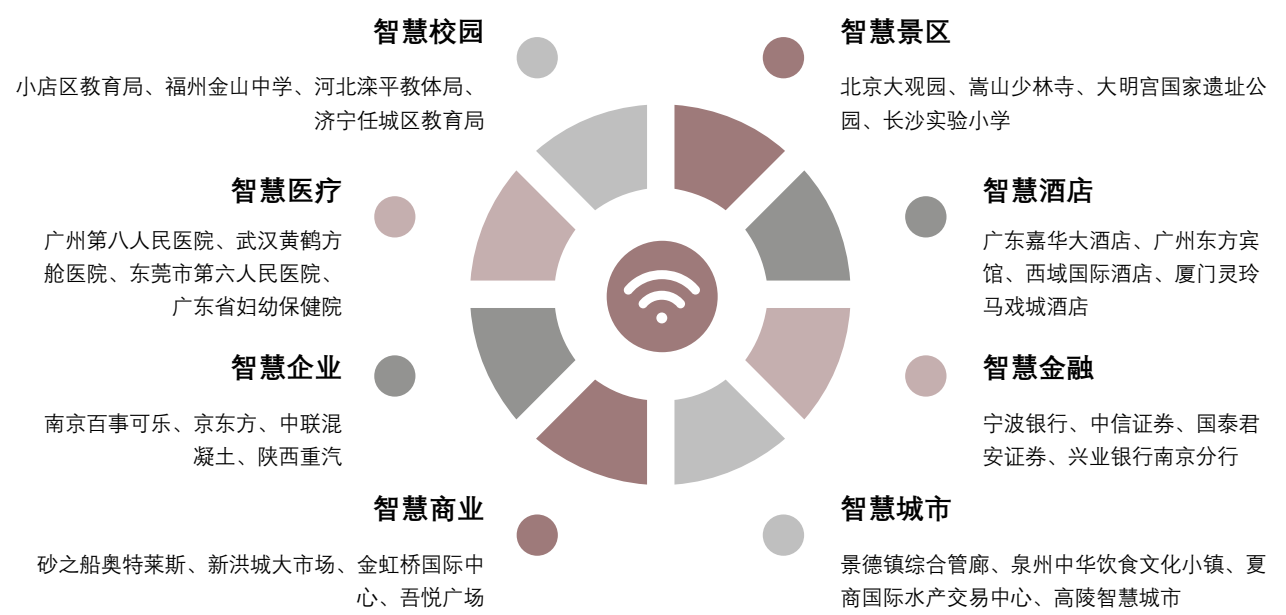 智慧校园
小店区教育局、福州金山中学、河北滦平教体局、
济宁任城区教育局
智慧景区
北京大观园、嵩山少林寺、大明宫国家遗址公
园、长沙实验小学
智慧医疗
广州第八人民医院、武汉黄鹤方
舱医院、东莞市第六人民医院、
广东省妇幼保健院
智慧酒店
广东嘉华大酒店、广州东方宾
馆、西域国际酒店、厦门灵玲
马戏城酒店
智慧企业
南京百事可乐、京东方、中联混
凝土、陕西重汽
智慧金融
宁波银行、中信证券、国泰君
安证券、兴业银行南京分行
智慧商业
砂之船奥特莱斯、新洪城大市场、金虹桥国际中
心、吾悦广场
智慧城市
景德镇综合管廊、泉州中华饮食文化小镇、夏
商国际水产交易中心、高陵智慧城市